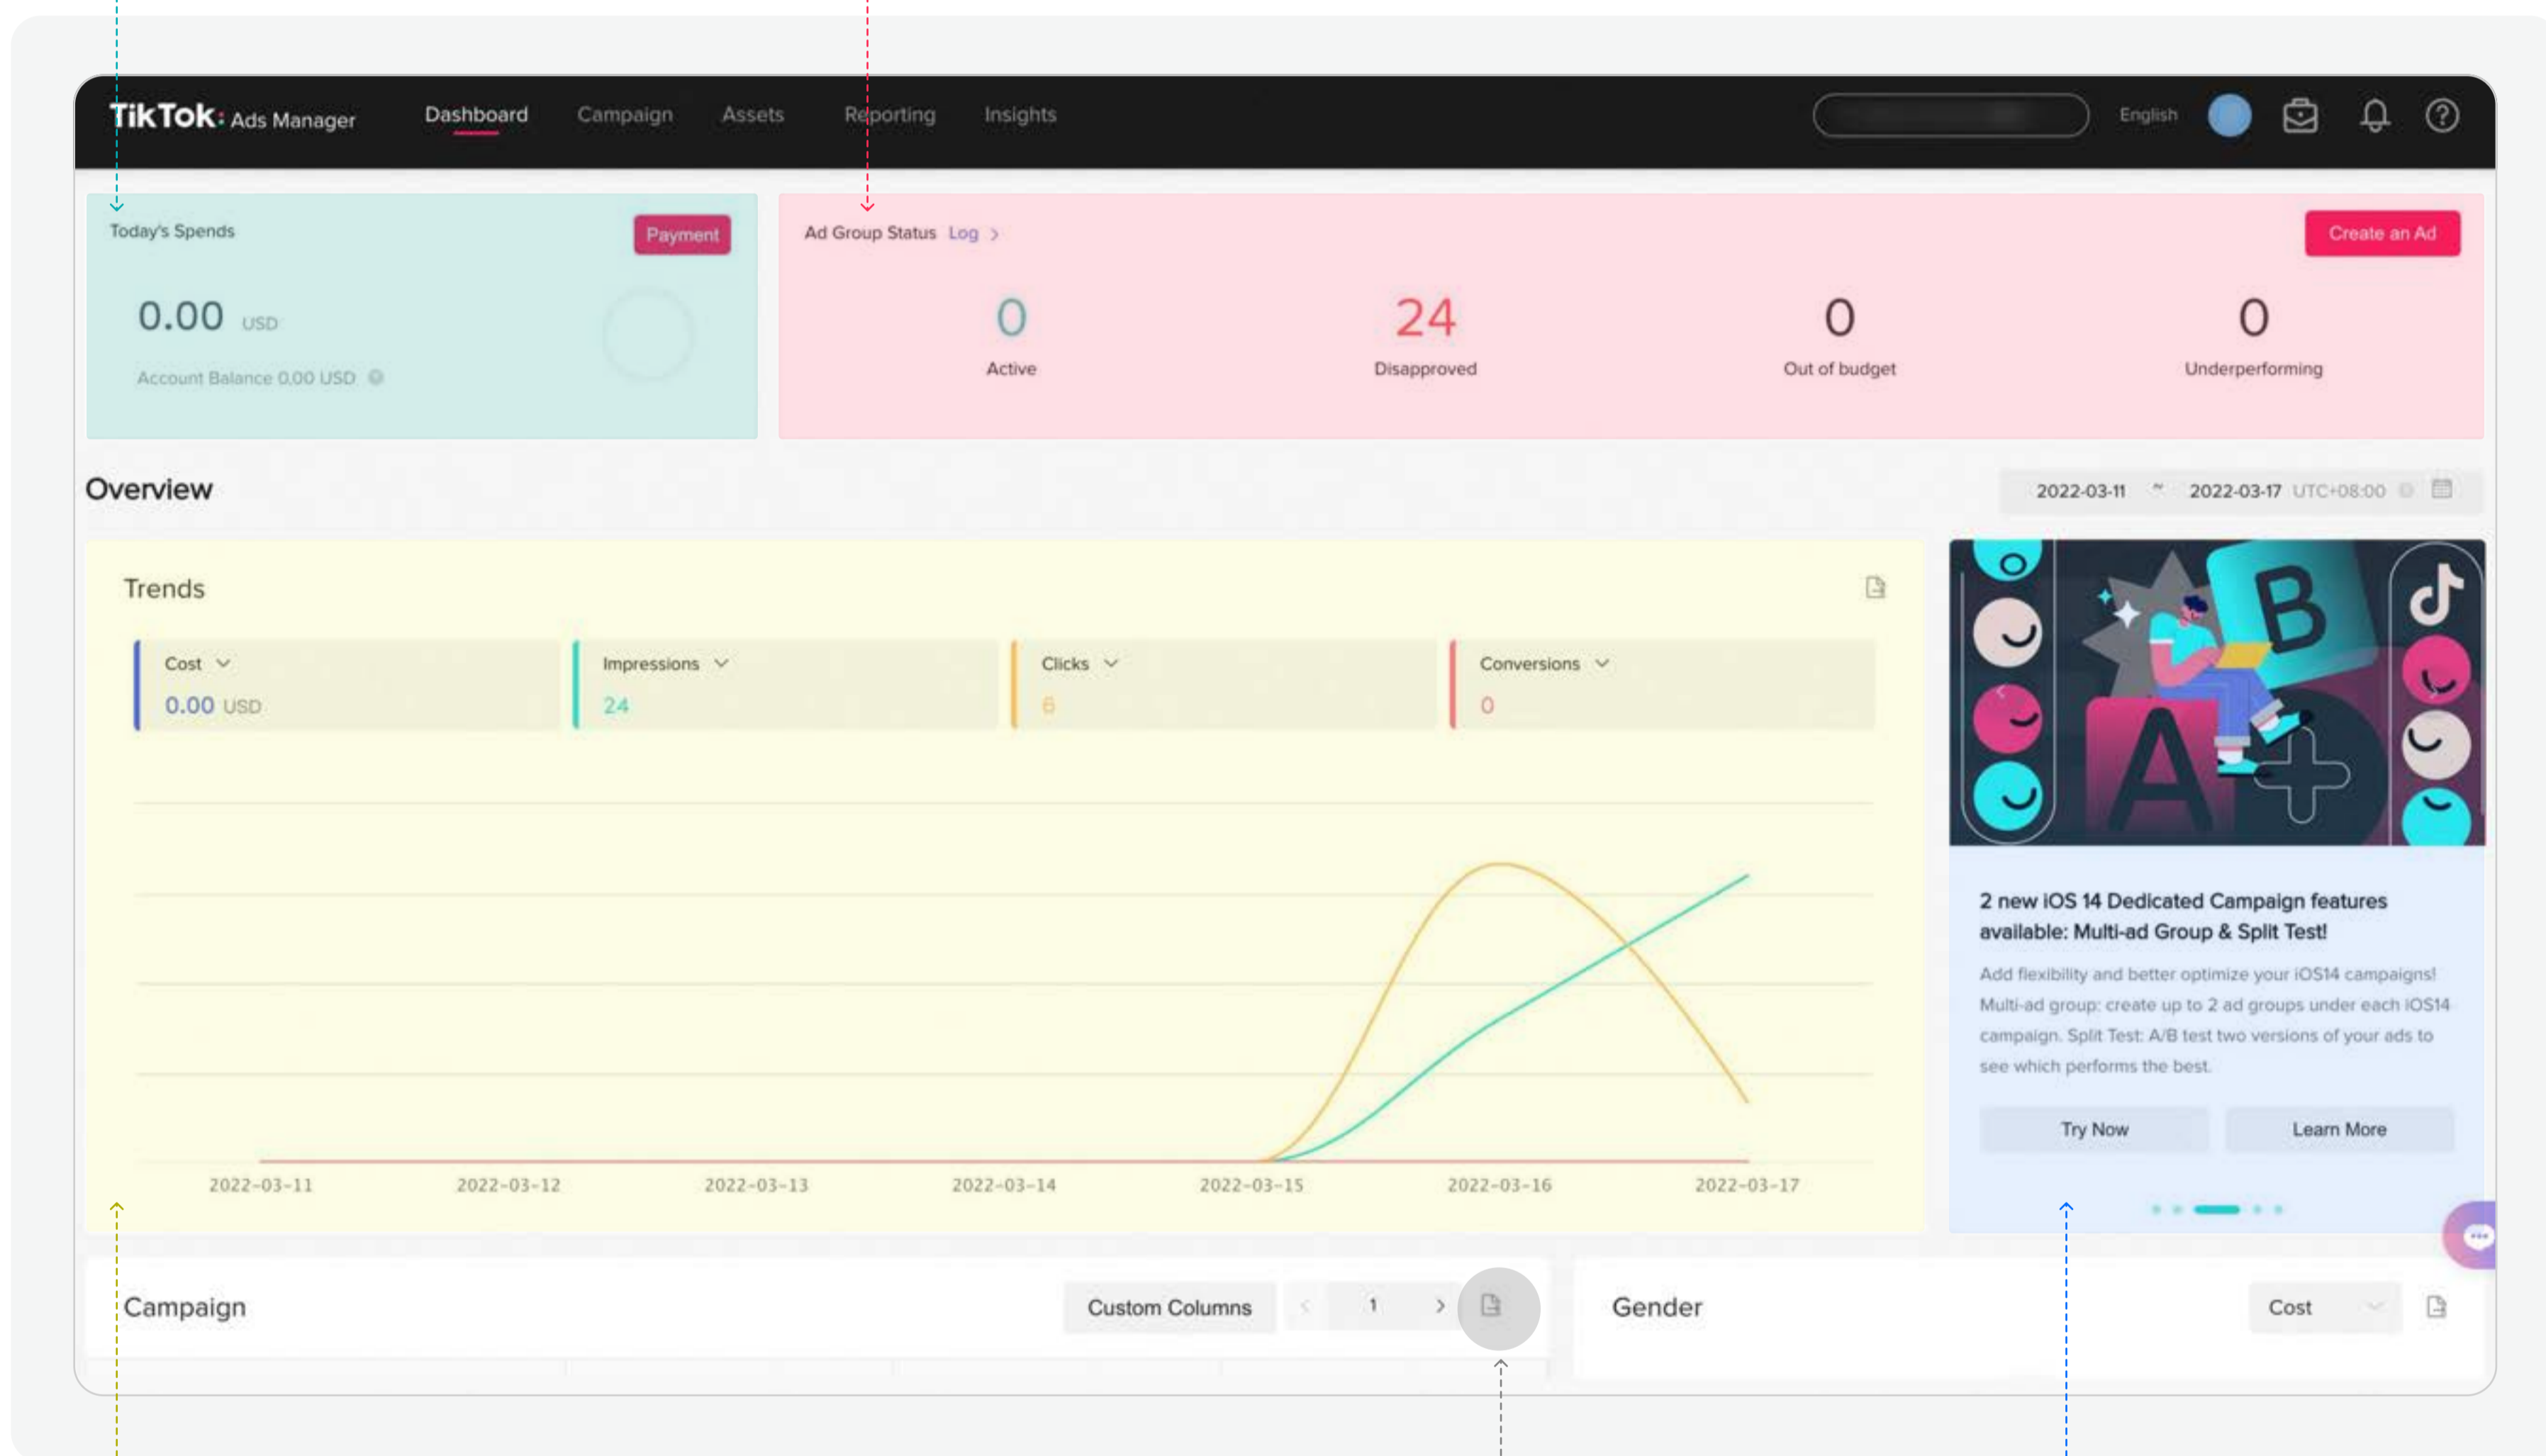 TikTok: Ads Manager
Dashboard
Campaign
Assets
Reporting
Insights
English
Today's Spends
Payment
0.00 USD
Account Balance 0.00 USD
Ad Group Status Log >
Create an Ad
0
Active
24
Disapproved
0
Out of budget
0
Underperforming
Overview
2022-03-11 ~ 2022-03-17 UTC+08:00
Trends
Cost
0.00 USD
Impressions
24
Clicks
6
Conversions
0
2022-03-11
2022-03-12
2022-03-13
2022-03-14
2022-03-15
2022-03-16
2022-03-17
B
A
2 new iOS 14 Dedicated Campaign features
available: Multi-ad Group & Split Test!
Add flexibility and better optimize your iOS14 campaigns!
Multi-ad group: create up to 2 ad groups under each iOS14
campaign. Split Test: A/B test two versions of your ads to
see which performs the best.
Try Now
Learn More
Campaign
Custom Columns
< 1 >
Gender
Cost